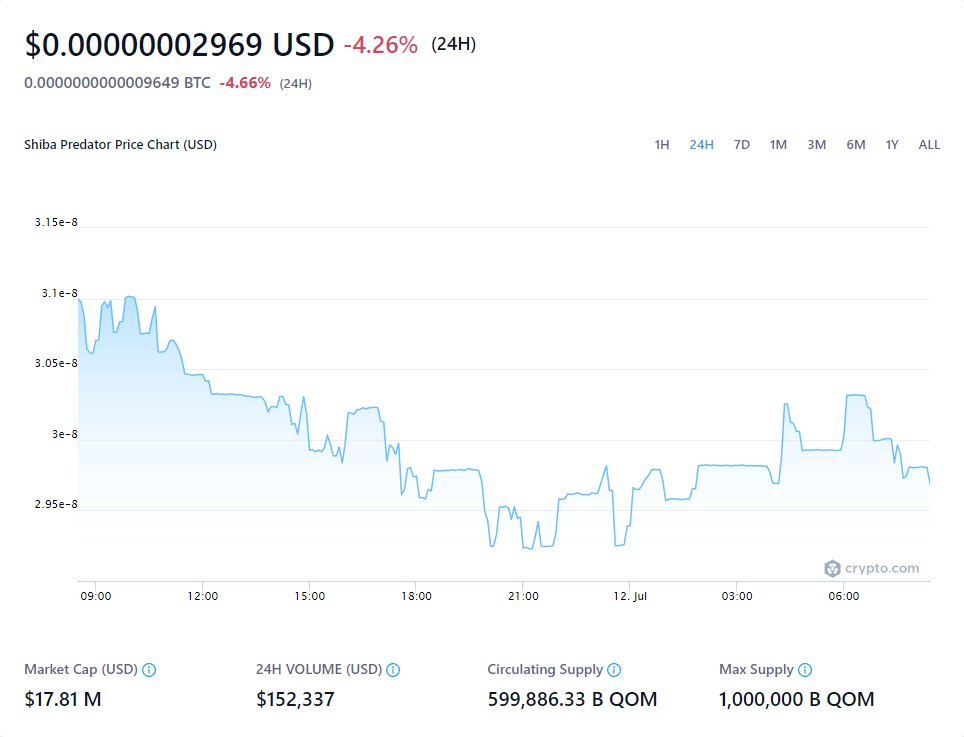 $0.00000002969 USD -4.26% (24H)
0.0000000000009649 BTC -4.66% (24H)
Shiba Predator Price Chart (USD) 1H 24H 7D 1M 3M 6M 1Y ALL
3.15e-8
3.1e-8
3.05e-8
3e-8
2.95e-8
crypto.com
09:00 12:00 15:00 18:00 21:00 12. Jul 03:00 06:00
Market Cap (USD) 24H VOLUME (USD) Circulating Supply Max Supply
$17.81 M $152,337 599,886.33 B QOM 1,000,000 B QOM